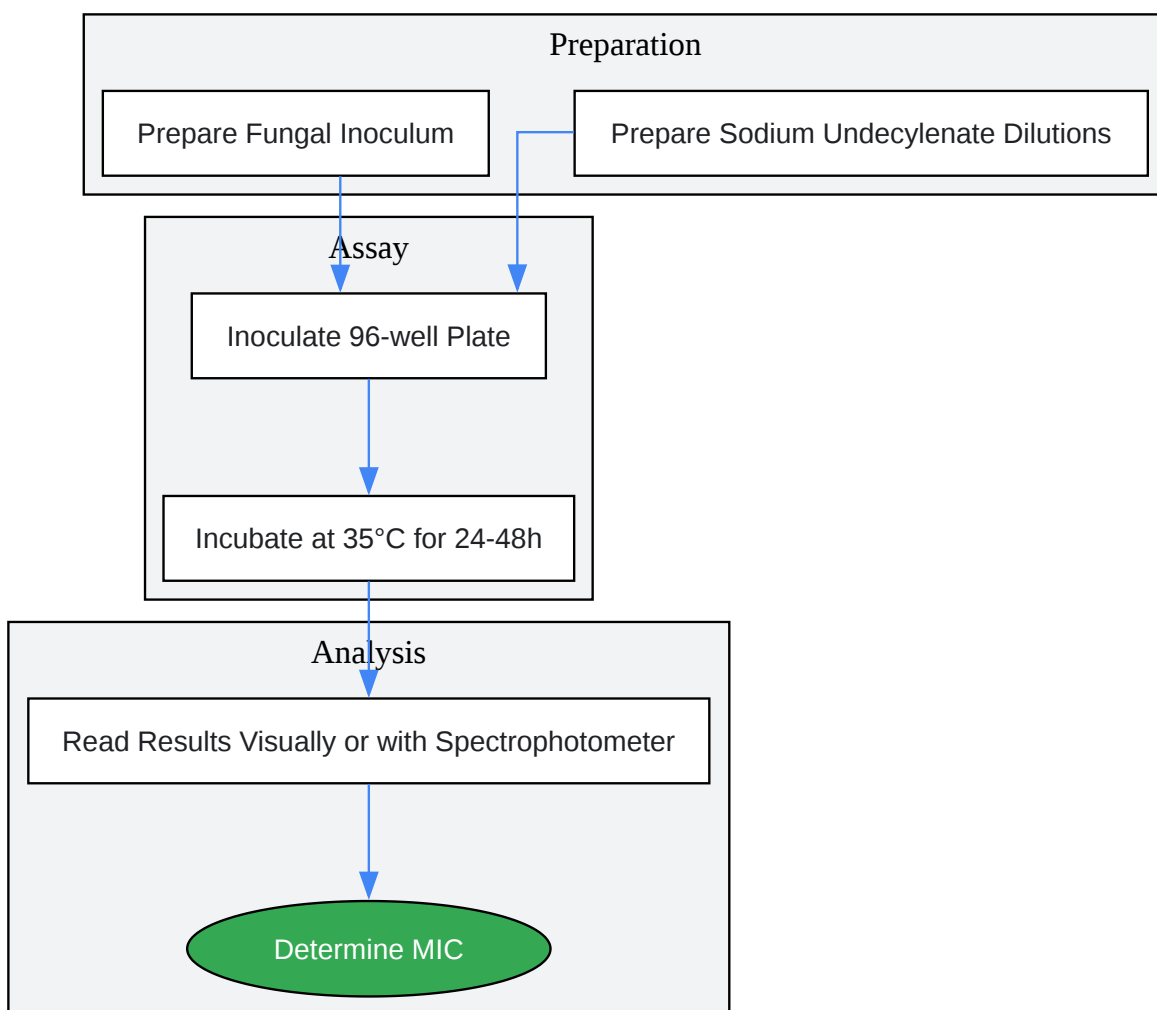 Preparation
Prepare Fungal Inoculum
Prepare Sodium Undecylenate Dilutions
Assay
Inoculate 96-well Plate
Incubate at 35°C for 24-48h
Analysis
Read Results Visually or with Spectrophotometer
Determine MIC